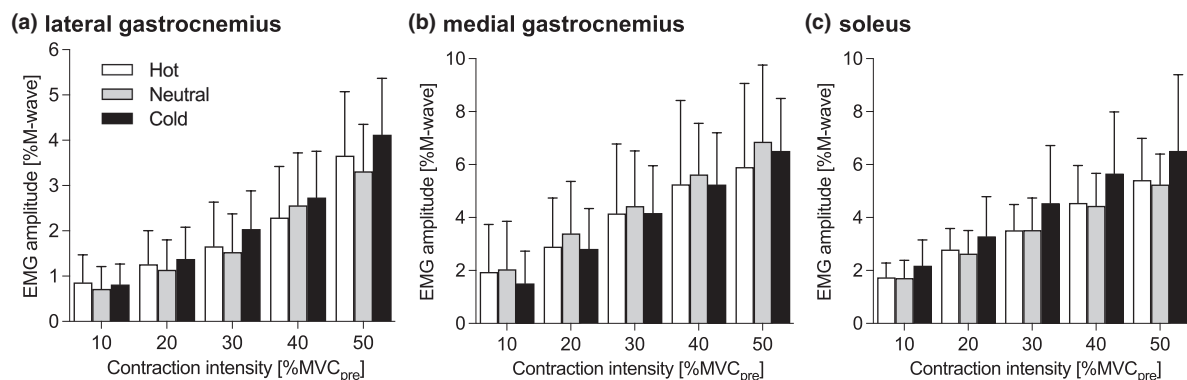 (a) lateral gastrocnemius
EMG amplitude [%M-wave]
6
5
4
3
2
1
0
Hot
Neutral
Cold
10 20 30 40 50
Contraction intensity [%MVCpre]
(b) medial gastrocnemius
EMG amplitude [%M-wave]
10
8
6
4
2
0
10 20 30 40 50
Contraction intensity [%MVCpre]
(c) soleus
EMG amplitude [%M-wave]
10
8
6
4
2
0
10 20 30 40 50
Contraction intensity [%MVCpre]